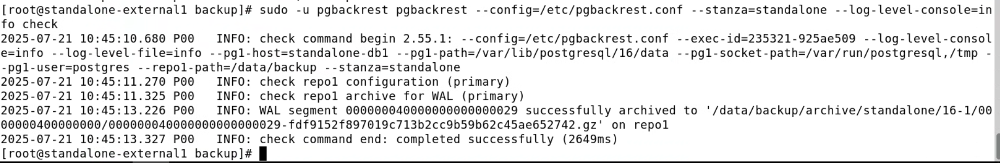 [root@standalone-external1 backup]# sudo -u pgbackrest pgbackrest --config=/etc/pgbackrest.conf --stanza=standalone --log-level-console=in
fo check
2025-07-21 10:45:10.680 P00   INFO: check command begin 2.55.1: --config=/etc/pgbackrest.conf --exec-id=235321-925ae509 --log-level-consol
e=info --log-level-file=info --pg1-host=standalone-db1 --pg1-path=/var/lib/postgresql/16/data --pg1-socket-path=/var/run/postgresql,/tmp -
-pg1-user=postgres --repo1-path=/data/backup --stanza=standalone
2025-07-21 10:45:11.270 P00   INFO: check repo1 configuration (primary)
2025-07-21 10:45:11.325 P00   INFO: check repo1 archive for WAL (primary)
2025-07-21 10:45:13.226 P00   INFO: WAL segment 000000040000000000000029 successfully archived to '/data/backup/archive/standalone/16-1/00
00000400000000/000000040000000000000029-fdf9152f897019c713b2cc9b59b62c45ae652742.gz' on repo1
2025-07-21 10:45:13.327 P00   INFO: check command end: completed successfully (2649ms)
[root@standalone-external1 backup]#